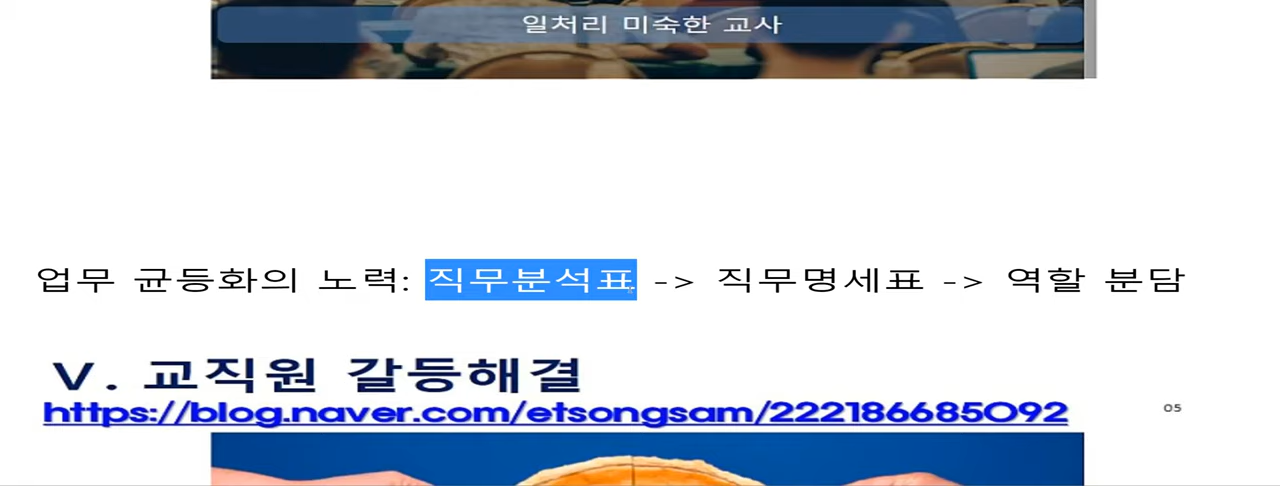 일처리 미숙한 교사
업무 균등화의 노력: 직무분석표 -> 직무명세표 -> 역할 분담
V. 교직원 갈등해결
https://blog.naver.com/etsongsam/222186685092
05